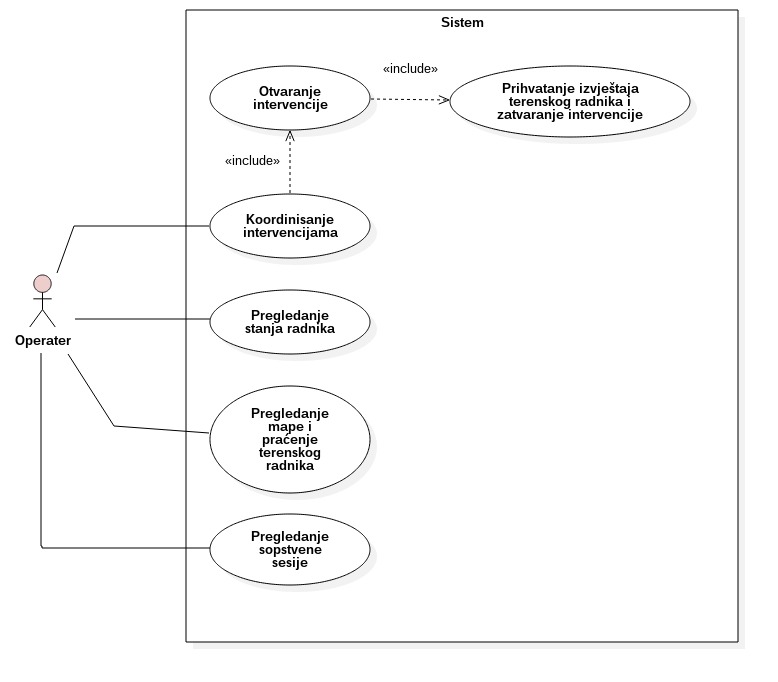 Sistem
Otvaranje
intervencije
«include»
Prihvatanje izvještaja
terenskog radnika i
zatvaranje intervencije
«include»
Koordinisanje
intervencijama
Operater
Pregledanje
stanja radnika
Pregledanje
mape i
praćenje
terenskog
radnika
Pregledanje
sopstvene
sesije